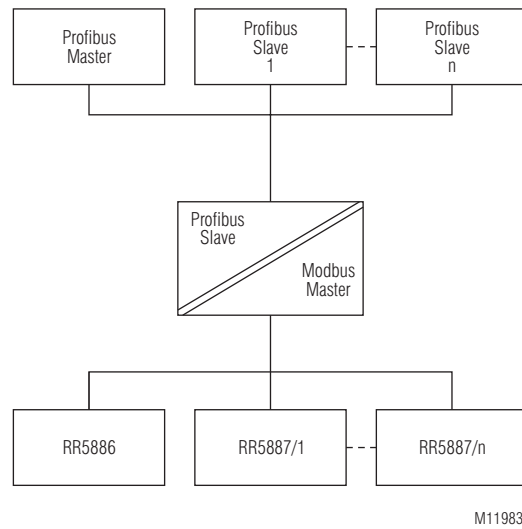 Profibus
Master
Profibus
Slave
1
Profibus
Slave
n
Profibus
Slave
Modbus
Master
RR5886
RR5887/1
RR5887/n
M11983